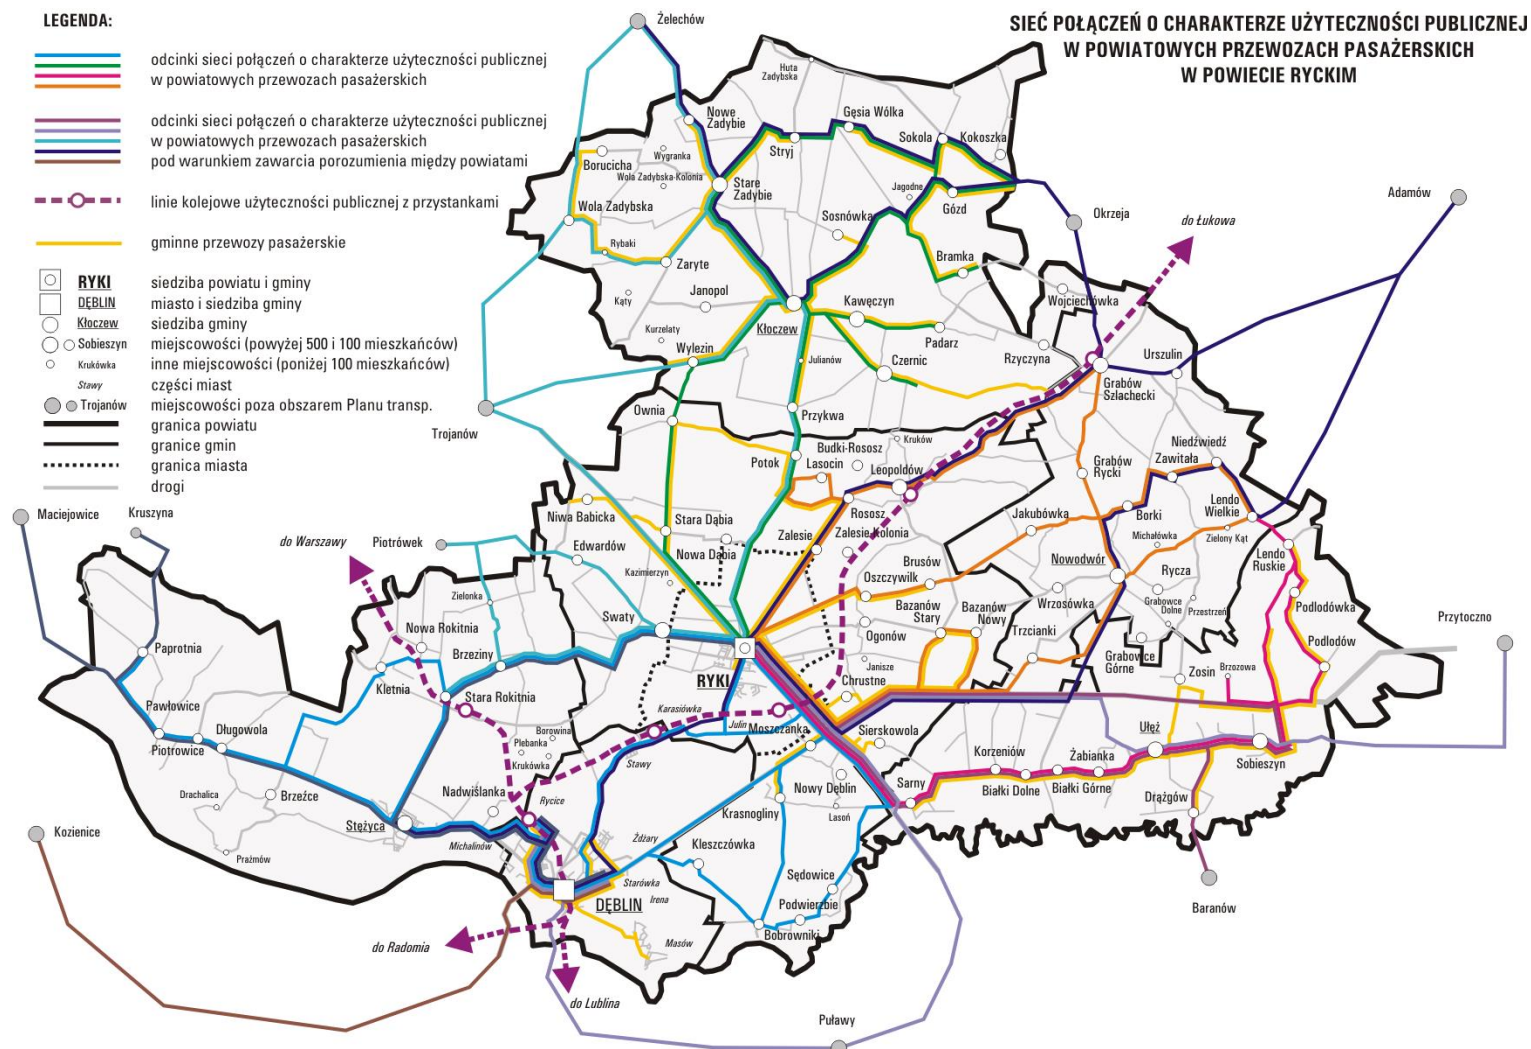 LEGENDA:
odcinki sieci połączeń o charakterze użyteczności publicznej
w powiatowych przewozach pasażerskich
odcinki sieci połączeń o charakterze użyteczności publicznej
w powiatowych przewozach pasażerskich
pod warunkiem zawarcia porozumienia między powiatami
linie kolejowe użyteczności publicznej z przystankami
gminne przewozy pasażerskie
RYKI siedziba powiatu i gminy
DĘBLIN miasto i siedziba gminy
Kłoczew siedziba gminy
Sobieszyn miejscowości (powyżej 500 i 100 mieszkańców)
Krukówka inne miejscowości (poniżej 100 mieszkańców)
Stawy części miast
Trojanów miejscowości poza obszarem Planu transp.
granica powiatu
granice gmin
granica miasta
drogi
SIEĆ POŁĄCZEŃ O CHARAKTERZE UŻYTECZNOŚCI PUBLICZNEJ
W POWIATOWYCH PRZEWOZACH PASAŻERSKICH
W POWIECIE RYCKIM
Żelechów
Huta
Zadybska
Nowe
Zadybie
Gęsia Wólka
Sokola
Kokoszka
Stryj
Borucicha
Wygranka
Wola Zadybska-Kolonia
Stare
Zadybie
Jagodne
Gózd
Adamów
Wola Zadybska
Sosnówka
Okrzeja
do Łukowa
Rybaki
Zaryte
Bramka
Kąty
Janopol
Wojciechówka
Kawęczyn
Kłoczew
Kurzelaty
Wylezin
Padarz
Julianów
Czernic
Rzyczyna
Urszulin
Grabów
Szlachecki
Ownia
Przykwa
Trojanów
Kruków
Budki-Rososz
Niedźwiedź
Potok
Lasocin
Leopoldów
Zawitała
Grabów
Rycki
Maciejowice
Kruszyna
Niwa Babicka
Stara Dąbia
Rososz
Lendo
Wielkie
Borki
Jakubówka
Zalesie
Zalesie Kolonia
Zielony Kąt
Michałówka
do Warszawy
Piotrówek
Edwardów
Nowa Dąbia
Kazimierzyn
Brusów
Oszczywilk
Nowodwór
Rycza
Lendo
Ruskie
Zielonka
Grabowce
Dolne
Przestrzeń
Podlodówka
Bazanów
Stary
Bazanów
Nowy
Wrzosówka
Paprotnia
Nowa Rokitnia
Swaty
Ogonów
Trzcianki
Przytoczno
Podlodów
Brzeziny
Janisze
Grabowice
Górne
Zosin
Brzozowa
Kletnia
RYKI
Chrustne
Stara Rokitnia
Karasiówka
Pawłowice
Długowola
Julin
Moszczanka
Sierskowola
Ułęż
Piotrowice
Borowina
Plebanka
Krukówka
Korzeniów
Żabianka
Sobieszyn
Stawy
Nowy Dęblin
Sarny
Białki Dolne
Białki Górne
Drążgów
Drachalica
Brzeźce
Nadwiślanka
Rycice
Krasnogliny
Lasoń
Kozienice
Stężyca
Michalinów
Żdżary
Kleszczówka
Prażmów
Sędowice
Starówka
Irena
Podwierzbie
DĘBLIN
Baranów
Bobrowniki
Masów
do Radomia
do Lublina
Puławy